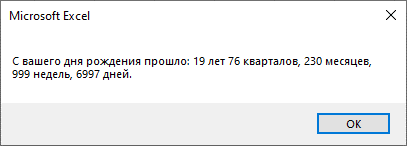 Microsoft Excel
С вашего дня рождения прошло: 19 лет 76 кварталов, 230 месяцев,
999 недель, 6997 дней.
OK